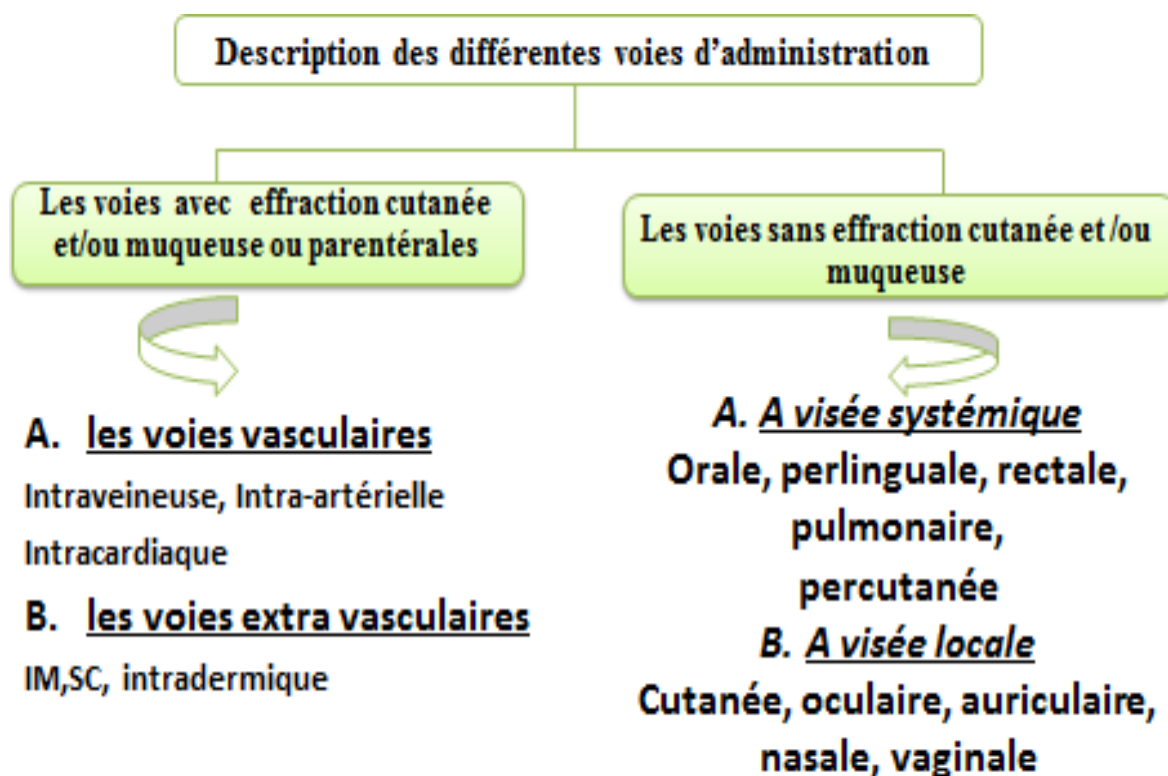 Description des différentes voies d’administration
Les voies avec effraction cutanée
et/ou muqueuse ou parentérales
A. les voies vasculaires
Intraveineuse, Intra-artérielle
Intracardiaque
B. les voies extra vasculaires
IM,SC, intradermique
Les voies sans effraction cutanée et /ou
muqueuse
A. A visée systémique
Orale, perlinguale, rectale,
pulmonaire,
percutanée
B. A visée locale
Cutanée, oculaire, auriculaire,
nasale, vaginale